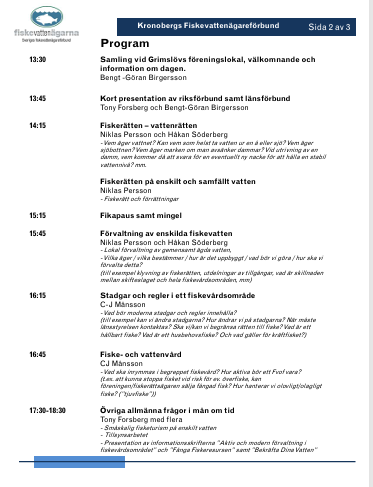 fiskevattenägarna
Sveriges fiskevattenägareförbund
Kronobergs Fiskevattenägareförbund
Sida 2 av 3
Program
13:30 Samling vid Grimslövs föreningslokal, välkomnande och
information om dagen.
Bengt -Göran Birgersson
13:45 Kort presentation av riksförbund samt länsförbund
Tony Forsberg och Bengt-Göran Birgersson
14:15 Fiskerätten – vattenrätten
Niklas Persson och Håkan Söderberg
- Vem äger vattnet? Kan vem som helst ta vatten ur en å eller sjö? Vem äger
sjöbottnen? Vem äger marken om man avsänker dammar? Vid utrivning av en
damm, vem kommer då att svara för en eventuell ny nacke för att hålla en stabil
vattennivå? mm.
Fiskerätten på enskilt och samfällt vatten
Niklas Persson
- Fiskerätt och förrättningar
15:15 Fikapaus samt mingel
15:45 Förvaltning av enskilda fiskevatten
Niklas Persson och Håkan Söderberg
- Lokal förvaltning av gemensamt ägda vatten,
- Vilka äger / vilka bestämmer / hur är det uppbyggt / vad bör vi göra / hur ska vi
förvalta detta?
(till exempel klyvning av fiskerätten, utdelningar av tillgångar, vad är skillnaden
mellan skifteslaget och hela fiskevårdsområden, mm)
16:15 Stadgar och regler i ett fiskevårdsområde
C-J Månsson
- Vad bör moderna stadgar och regler innehålla?
(till exempel kan vi ändra stadgarna? Hur ändrar vi på stadgarna? När måste
länsstyrelsen kontaktas? Ska vi/kan vi begränsa rätten till fiske? Vad är ett
hållbart fiske? Vad är ett husbehovsfiske? Och vad gäller för kräftfisket?)
16:45 Fiske- och vattenvård
CJ Månsson
- Vad ska inrymmas i begreppet fiskevård? Hur aktiva bör ett Fvof vara?
(t.ex. att kunna stoppa fisket vid risk för ev. överfiske, kan
föreningen/fiskerättsägaren sälja fångad fisk? Hur hanterar vi olovligt/olagligt
fiske? ("tjuvfiske"))
17:30-18:30 Övriga allmänna frågor i mån om tid
Tony Forsberg med flera
- Småskalig fisketurism på enskilt vatten
- Tillsynsarbetet
- Presentation av informationsskrifterna "Aktiv och modern förvaltning i
fiskevårdsområdet" och "Fånga Fiskeresursen" samt "Bekräfta Dina Vatten"